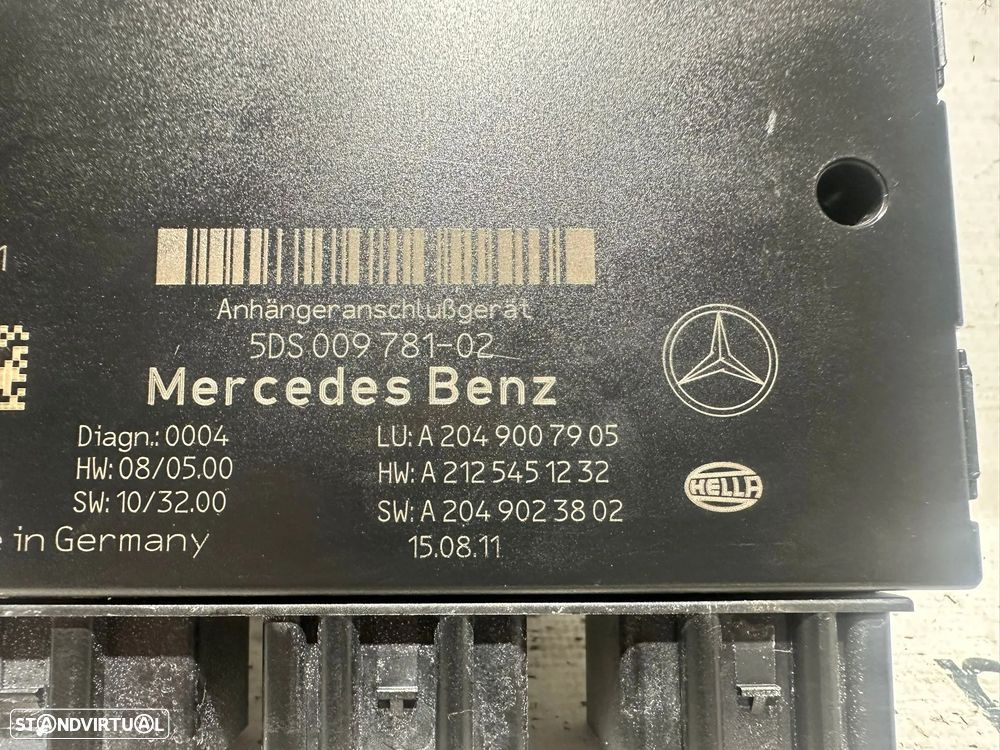 1
Anhängeranschlußgerät
5DS 009 781-02
Mercedes Benz
Diagn.: 0004
HW: 08/05.00
SW: 10/32.00
LU: A 204 900 79 05
HW: A 212 545 12 32
SW: A 204 902 38 02
HELLA
e in Germany
15.08.11
STANDVIRTUAL